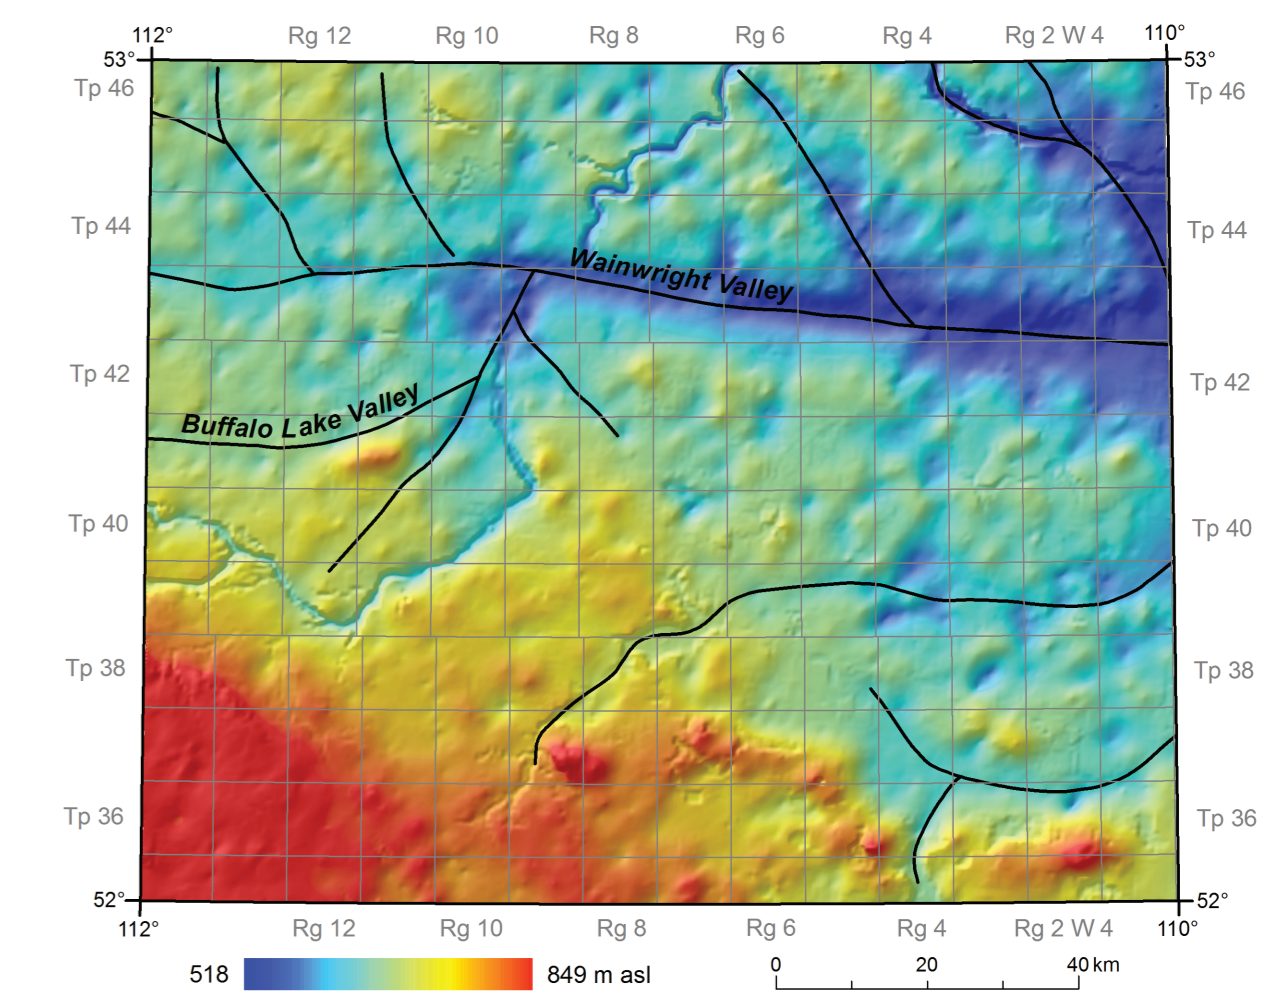 112° Rg 12 Rg 10 Rg 8 Rg 6 Rg 4 Rg 2 W 4 110°
53° 53°
Tp 46 Tp 46
Tp 44 Tp 44
Wainwright Valley
Tp 42 Tp 42
Buffalo Lake Valley
Tp 40 Tp 40
Tp 38 Tp 38
Tp 36 Tp 36
52° 52°
112° Rg 12 Rg 10 Rg 8 Rg 6 Rg 4 Rg 2 W 4 110°
518 849 m asl 0 20 40 km